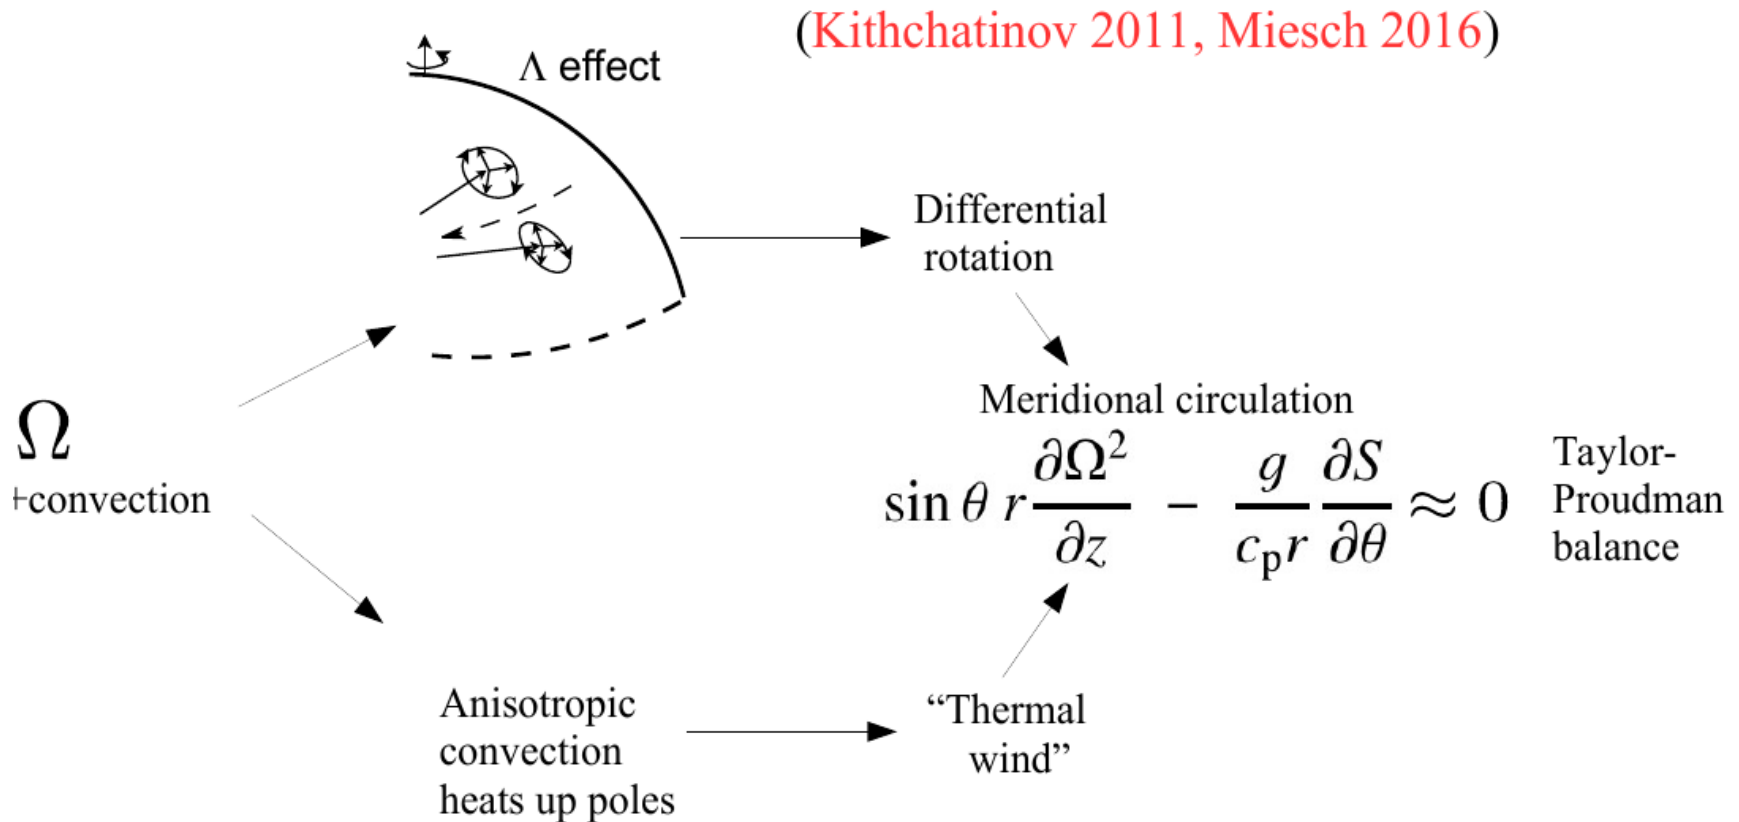 (Kithchatinov 2011, Miesch 2016)
Λ effect
Differential
rotation
Ω
+convection
Meridional circulation
sin θ r ∂Ω²/∂z − g/(cₚr) ∂S/∂θ ≈ 0
Taylor-
Proudman
balance
Anisotropic
convection
heats up poles
“Thermal
wind”